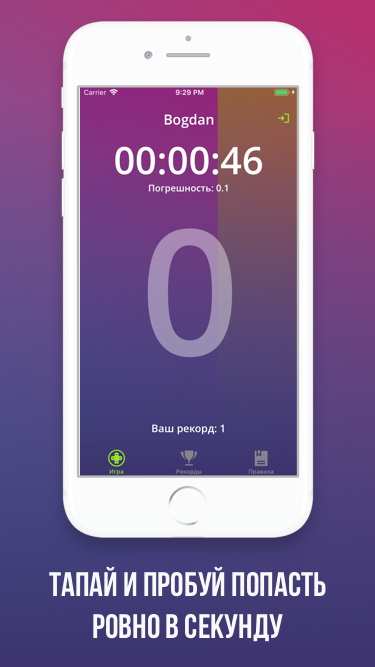 Carrier 9:29 PM
Bogdan
00:00:46
Погрешность: 0.1
0
Ваш рекорд: 1
Игра Рекорды Правила
ТАПАЙ И ПРОБУЙ ПОПАСТЬ
РОВНО В СЕКУНДУ